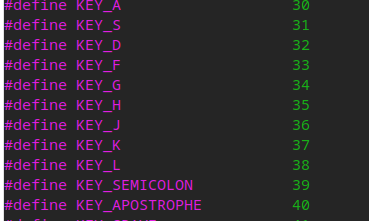 #define KEY_A 30
#define KEY_S 31
#define KEY_D 32
#define KEY_F 33
#define KEY_G 34
#define KEY_H 35
#define KEY_J 36
#define KEY_K 37
#define KEY_L 38
#define KEY_SEMICOLON 39
#define KEY_APOSTROPHE 40